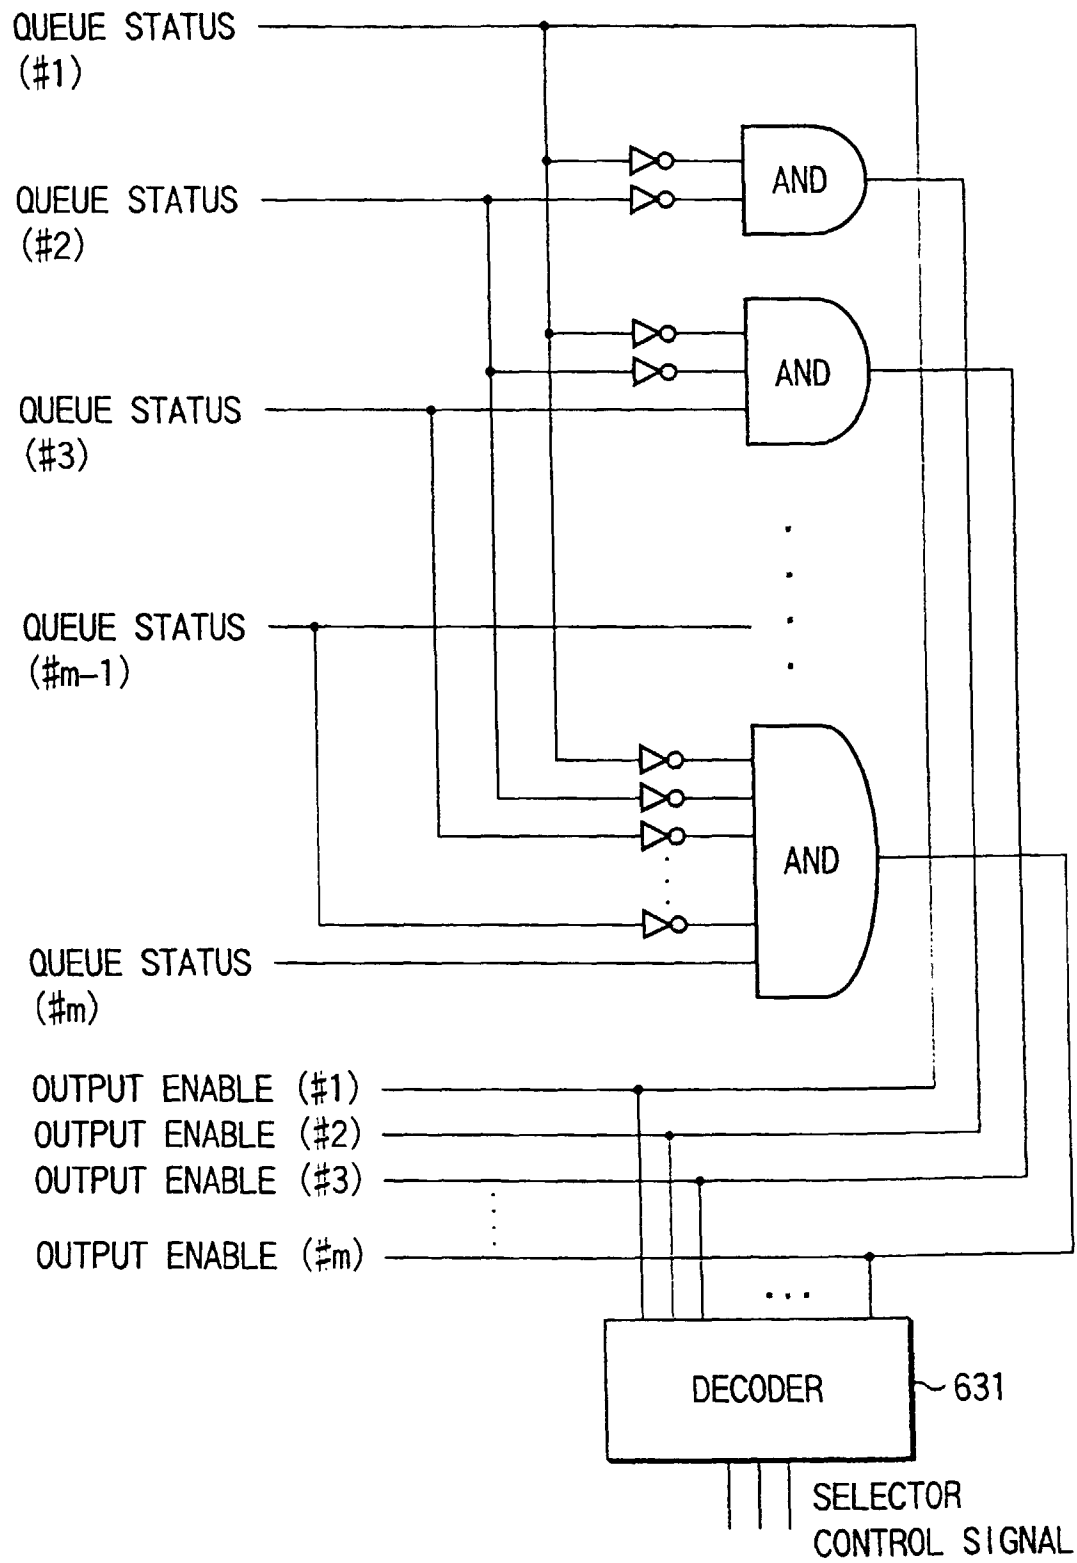 QUEUE STATUS
(#1)
AND
QUEUE STATUS
(#2)
AND
QUEUE STATUS
(#3)
QUEUE STATUS
(#m-1)
AND
QUEUE STATUS
(#m)
OUTPUT ENABLE (#1)
OUTPUT ENABLE (#2)
OUTPUT ENABLE (#3)
OUTPUT ENABLE (#m)
DECODER
631
SELECTOR
CONTROL SIGNAL